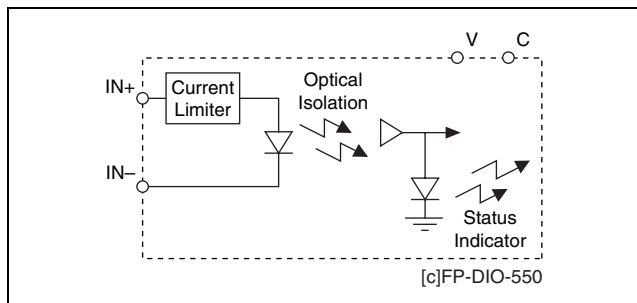 V
C
IN+
Current
Limiter
Optical
Isolation
IN–
Status
Indicator
[c]FP-DIO-550